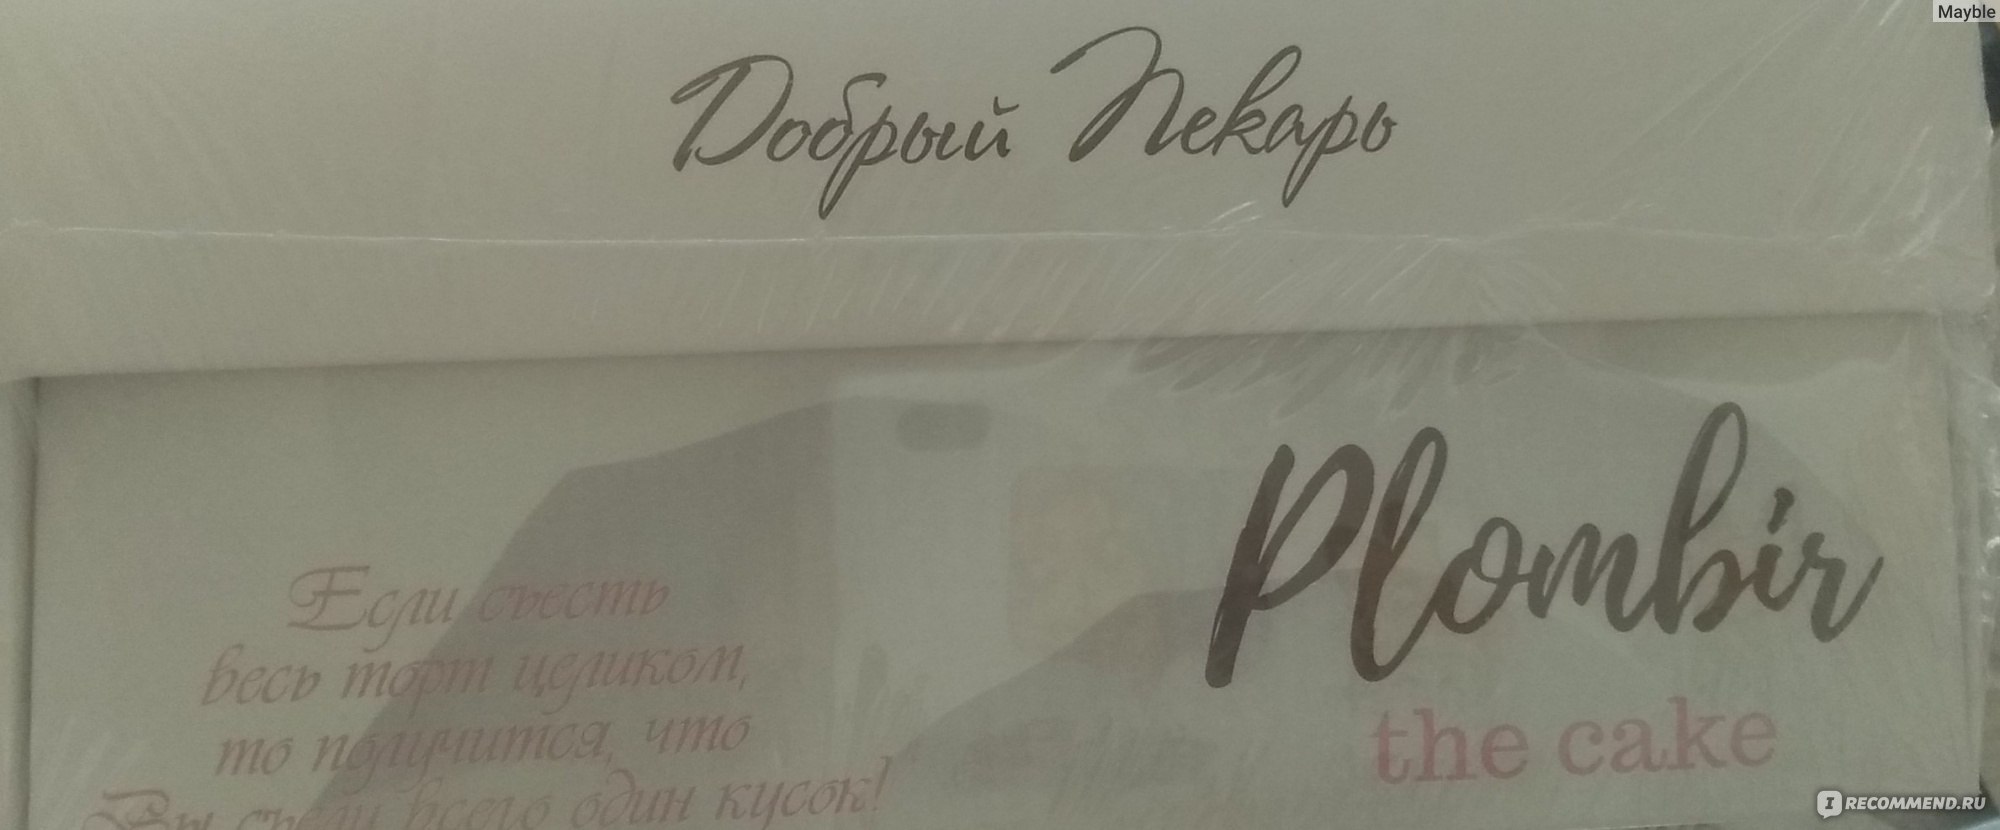 Mayble
Добрый Пекарь
Plombir
the cake
Если съесть
весь торт целиком,
то получится, что
Вы съели всего один кусок!
IRECOMMEND.RU